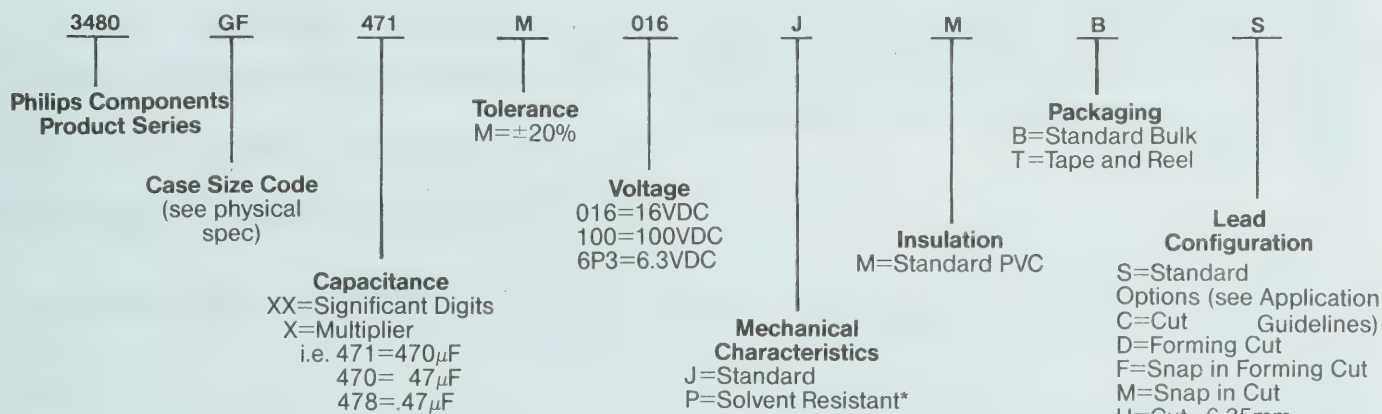 3480 GF 471 M 016 J M B S
Philips Components
Product Series
Case Size Code
(see physical
spec)
Capacitance
XX=Significant Digits
X=Multiplier
i.e. 471=470μF
470= 47μF
478=.47μF
Tolerance
M=±20%
Voltage
016=16VDC
100=100VDC
6P3=6.3VDC
Mechanical
Characteristics
J=Standard
P=Solvent Resistant*
Insulation
M=Standard PVC
Packaging
B=Standard Bulk
T=Tape and Reel
Lead
Configuration
S=Standard
Options (see Application
C=Cut Guidelines)
D=Forming Cut
F=Snap in Forming Cut
M=Snap in Cut